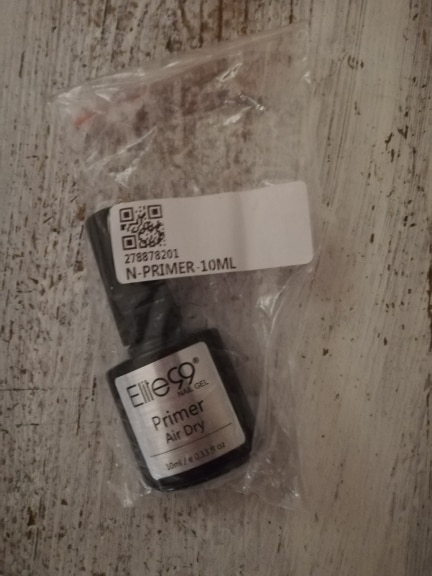 278878201
N-PRIMER-10ML
Elite99®
NAIL GEL
Primer
Air Dry
10ml / e 0.33 fl oz